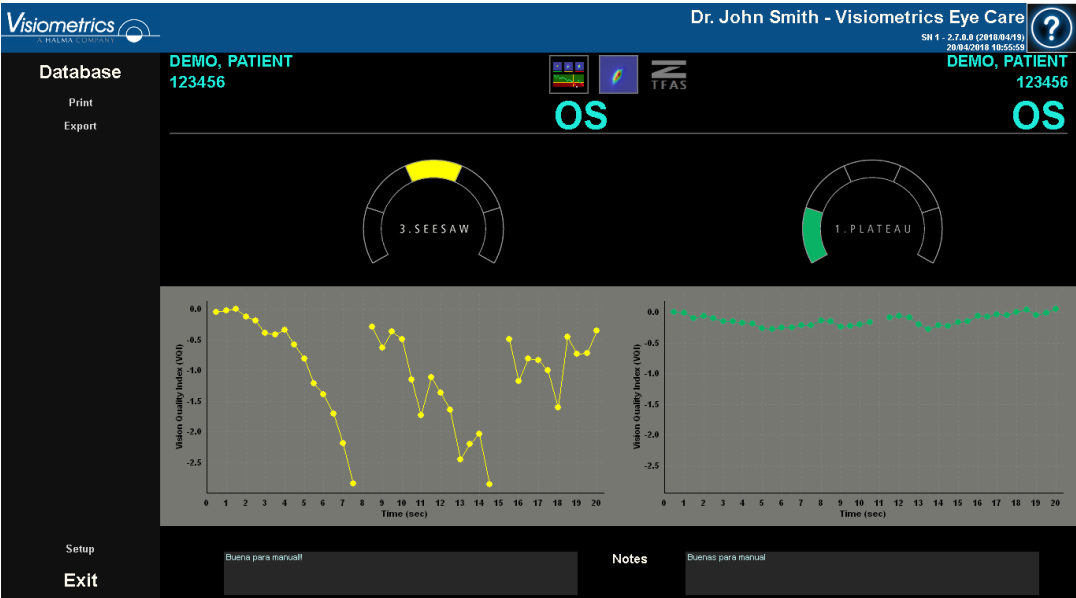 Visiometrics
A HALMA COMPANY
Dr. John Smith - Visiometrics Eye Care
SN 1 - 2.7.0.0 (2018/04/19)
20/04/2018 10:55:59
?
Database
Print
Export
DEMO, PATIENT
123456
TFAS
DEMO, PATIENT
123456
OS
OS
3.SEESAW
1.PLATEAU
Vision Quality Index (VQI)
0.0
-0.5
-1.0
-1.5
-2.0
-2.5
0 1 2 3 4 5 6 7 8 9 10 11 12 13 14 15 16 17 18 19 20
Time (sec)
Vision Quality Index (VQI)
0.0
-0.5
-1.0
-1.5
-2.0
-2.5
0 1 2 3 4 5 6 7 8 9 10 11 12 13 14 15 16 17 18 19 20
Time (sec)
Setup
Exit
Buena para manual!!
Notes
Buenas para manual